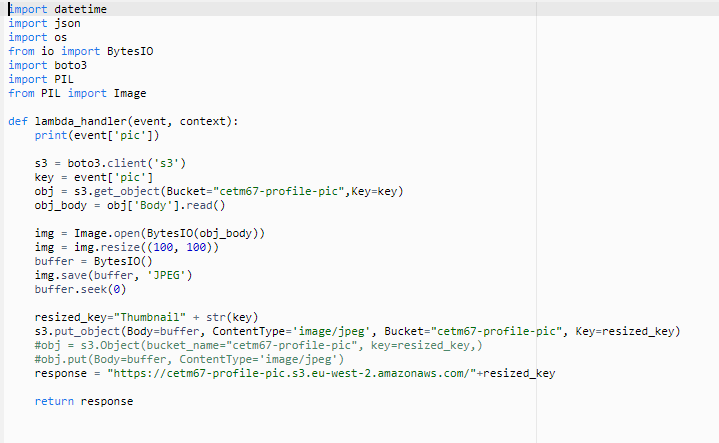 import datetime
import json
import os
from io import BytesIO
import boto3
import PIL
from PIL import Image
def lambda_handler(event, context):
print(event['pic'])
s3 = boto3.client('s3')
key = event['pic']
obj = s3.get_object(Bucket="cetm67-profile-pic",Key=key)
obj_body = obj['Body'].read()
img = Image.open(BytesIO(obj_body))
img = img.resize((100, 100))
buffer = BytesIO()
img.save(buffer, 'JPEG')
buffer.seek(0)
resized_key="Thumbnail" + str(key)
s3.put_object(Body=buffer, ContentType='image/jpeg', Bucket="cetm67-profile-pic", Key=resized_key)
#obj = s3.Object(bucket_name="cetm67-profile-pic", key=resized_key,)
#obj.put(Body=buffer, ContentType='image/jpeg')
response = "https://cetm67-profile-pic.s3.eu-west-2.amazonaws.com/"+resized_key
return response